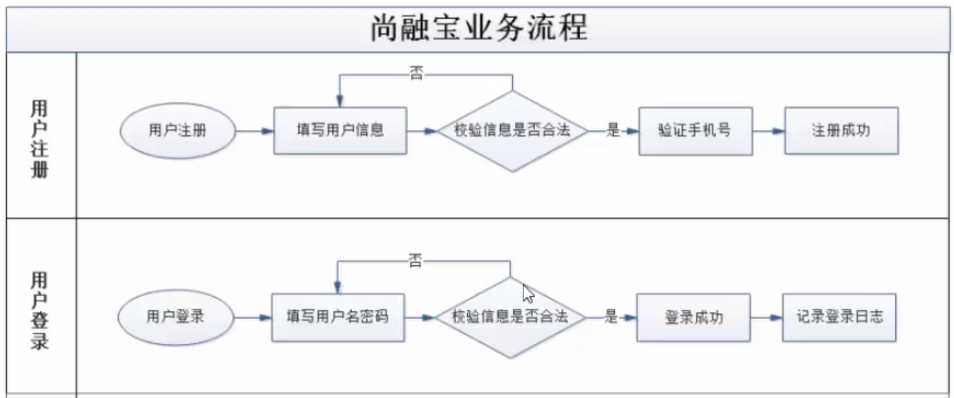 尚融宝业务流程
用户注册
用户注册
填写用户信息
校验信息是否合法
否
是
验证手机号
注册成功
用户登录
用户登录
填写用户名密码
校验信息是否合法
否
是
登录成功
记录登录日志